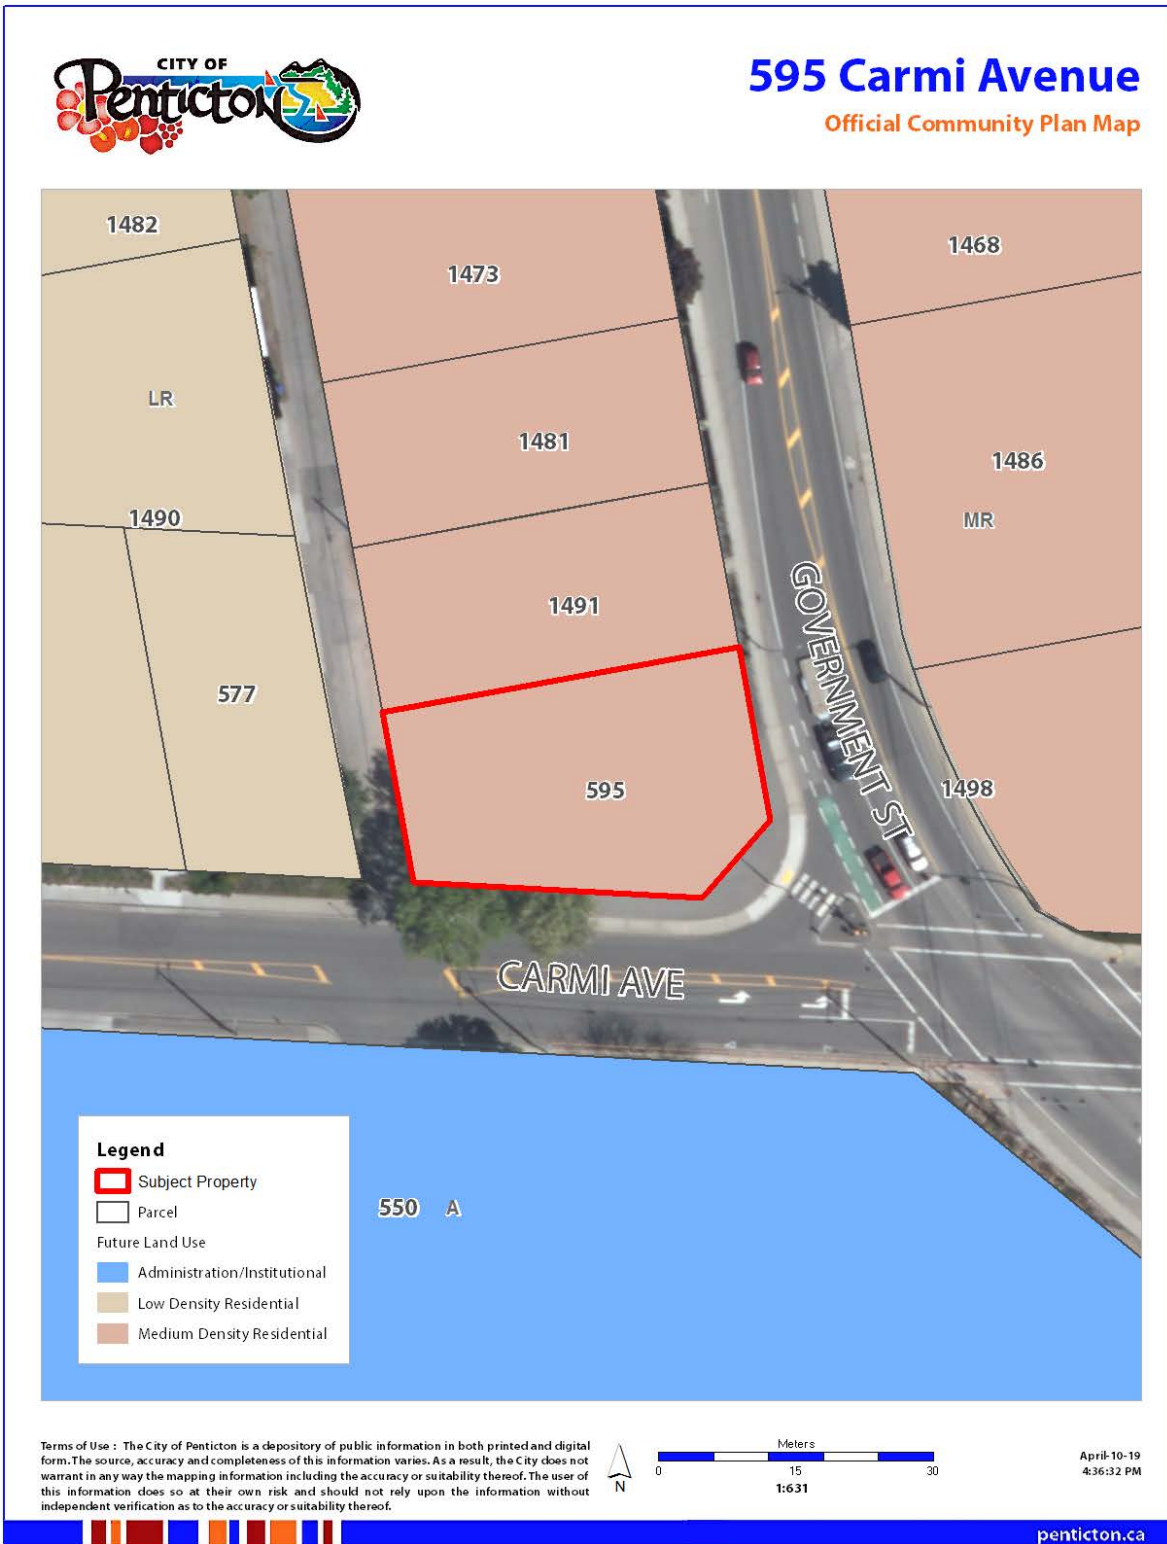 CITY OF
Penticton
595 Carmi Avenue
Official Community Plan Map
1482
1473
1468
LR
1481
1486
1490
MR
1491
GOVERNMENT ST
577
595
1498
CARMI AVE
Legend
Subject Property
Parcel
Future Land Use
Administration/Institutional
Low Density Residential
Medium Density Residential
550 A
Terms of Use : The City of Penticton is a depository of public information in both printed and digital
form. The source, accuracy and completeness of this information varies. As a result, the City does not
warrant in any way the mapping information including the accuracy or suitability thereof. The user of
this information does so at their own risk and should not rely upon the information without
independent verification as to the accuracy or suitability thereof.
N
Meters
0 15 30
1:631
April-10-19
4:36:32 PM
penticton.ca